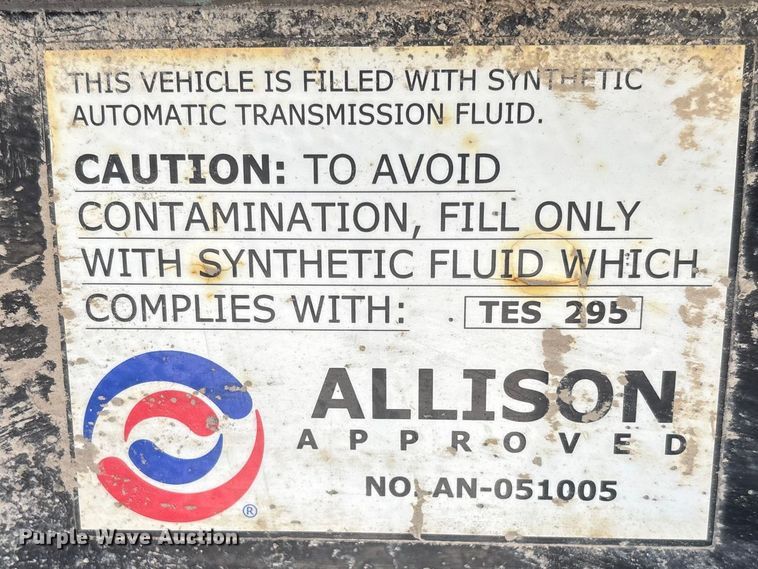 THIS VEHICLE IS FILLED WITH SYNTHETIC
AUTOMATIC TRANSMISSION FLUID.
CAUTION: TO AVOID
CONTAMINATION, FILL ONLY
WITH SYNTHETIC FLUID WHICH
COMPLIES WITH: TES 295
ALLISON
APPROVED
NO. AN-051005
®
Purple Wave Auction